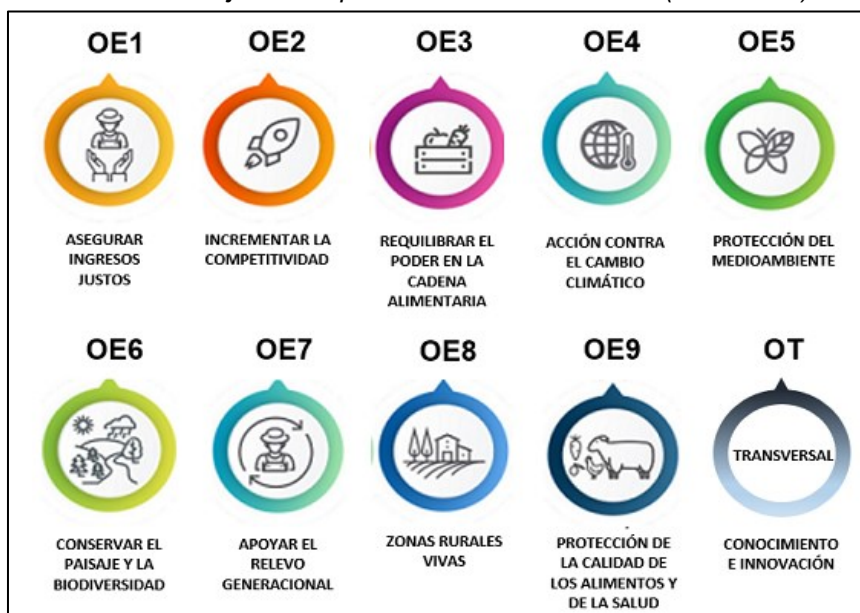 OE1 OE2 OE3 OE4 OE5
ASEGURAR
INGRESOS
JUSTOS
INCREMENTAR LA
COMPETITIVIDAD
REQUILIBRAR EL
PODER EN LA
CADENA
ALIMENTARIA
ACCIÓN CONTRA
EL CAMBIO
CLIMÁTICO
PROTECCIÓN DEL
MEDIOAMBIENTE
OE6 OE7 OE8 OE9 OT
TRANSVERSAL
CONSERVAR EL
PAISAJE Y LA
BIODIVERSIDAD
APOYAR EL
RELEVO
GENERACIONAL
ZONAS RURALES
VIVAS
PROTECCIÓN DE
LA CALIDAD DE
LOS ALIMENTOS Y
DE LA SALUD
CONOCIMIENTO
E INNOVACIÓN